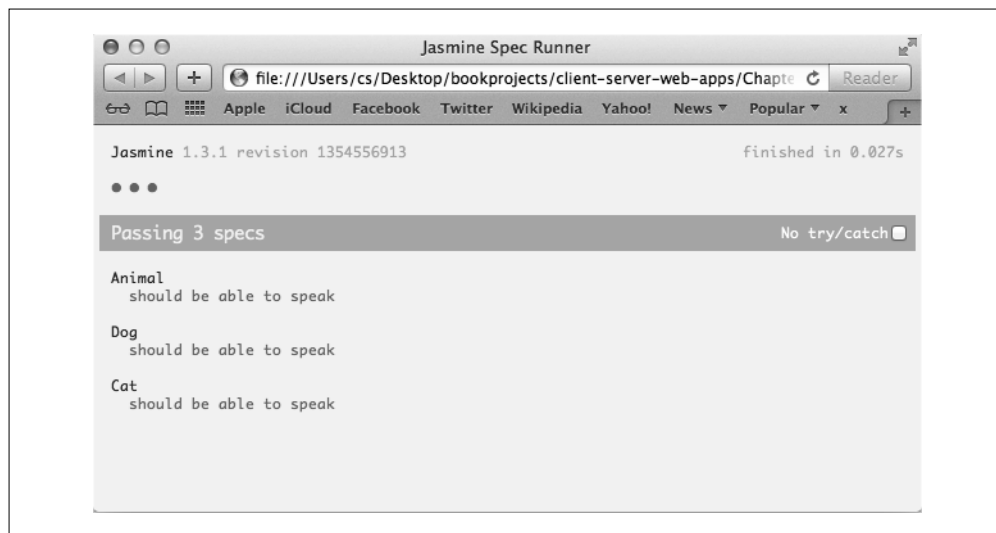 Jasmine Spec Runner
file:///Users/cs/Desktop/bookprojects/client-server-web-apps/Chapte Reader
Apple iCloud Facebook Twitter Wikipedia Yahoo! News Popular x
Jasmine 1.3.1 revision 1354556913 finished in 0.027s
Passing 3 specs No try/catch
Animal
should be able to speak
Dog
should be able to speak
Cat
should be able to speak